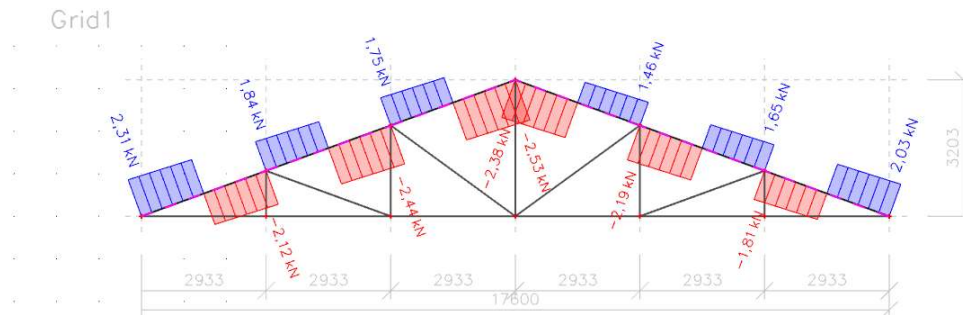 Grid1
2,31 kN
1,84 kN
1,75 kN
1,46 kN
1,65 kN
2,03 kN
-2,12 kN
-2,44 kN
-2,38 kN
-2,53 kN
-2,19 kN
-1,81 kN
3203
2933
2933
2933
2933
2933
2933
17600